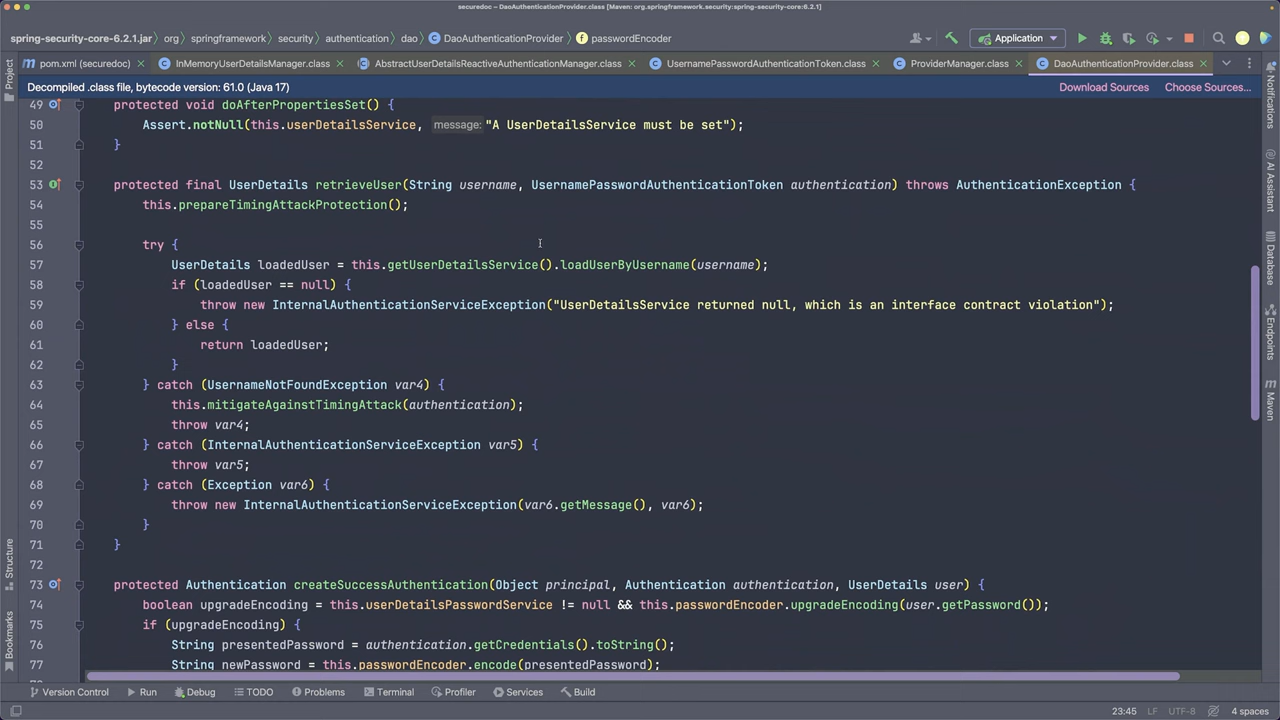 securedoc – DaoAuthenticationProvider.class [Maven: org.springframework.security:spring-security-core:6.2.1]
spring-security-core-6.2.1.jar org springframework security authentication dao DaoAuthenticationProvider passwordEncoder Application
pom.xml (securedoc) InMemoryUserDetailsManager.class AbstractUserDetailsReactiveAuthenticationManager.class UsernamePasswordAuthenticationToken.class ProviderManager.class DaoAuthenticationProvider.class
Decompiled .class file, bytecode version: 61.0 (Java 17) Download Sources Choose Sources...
49 protected void doAfterPropertiesSet() {
50 Assert.notNull(this.userDetailsService, message: "A UserDetailsService must be set");
51 }
52
53 protected final UserDetails retrieveUser(String username, UsernamePasswordAuthenticationToken authentication) throws AuthenticationException {
54 this.prepareTimingAttackProtection();
55
56 try {
57 UserDetails loadedUser = this.getUserDetailsService().loadUserByUsername(username);
58 if (loadedUser == null) {
59 throw new InternalAuthenticationServiceException("UserDetailsService returned null, which is an interface contract violation");
60 } else {
61 return loadedUser;
62 }
63 } catch (UsernameNotFoundException var4) {
64 this.mitigateAgainstTimingAttack(authentication);
65 throw var4;
66 } catch (InternalAuthenticationServiceException var5) {
67 throw var5;
68 } catch (Exception var6) {
69 throw new InternalAuthenticationServiceException(var6.getMessage(), var6);
70 }
71 }
72
73 protected Authentication createSuccessAuthentication(Object principal, Authentication authentication, UserDetails user) {
74 boolean upgradeEncoding = this.userDetailsPasswordService != null && this.passwordEncoder.upgradeEncoding(user.getPassword());
75 if (upgradeEncoding) {
76 String presentedPassword = authentication.getCredentials().toString();
77 String newPassword = this.passwordEncoder.encode(presentedPassword);
Project
Structure
Bookmarks
Notifications
AI Assistant
Database
Endpoints
Maven
Version Control Run Debug TODO Problems Terminal Profiler Services Build
23:45 LF UTF-8 4 spaces